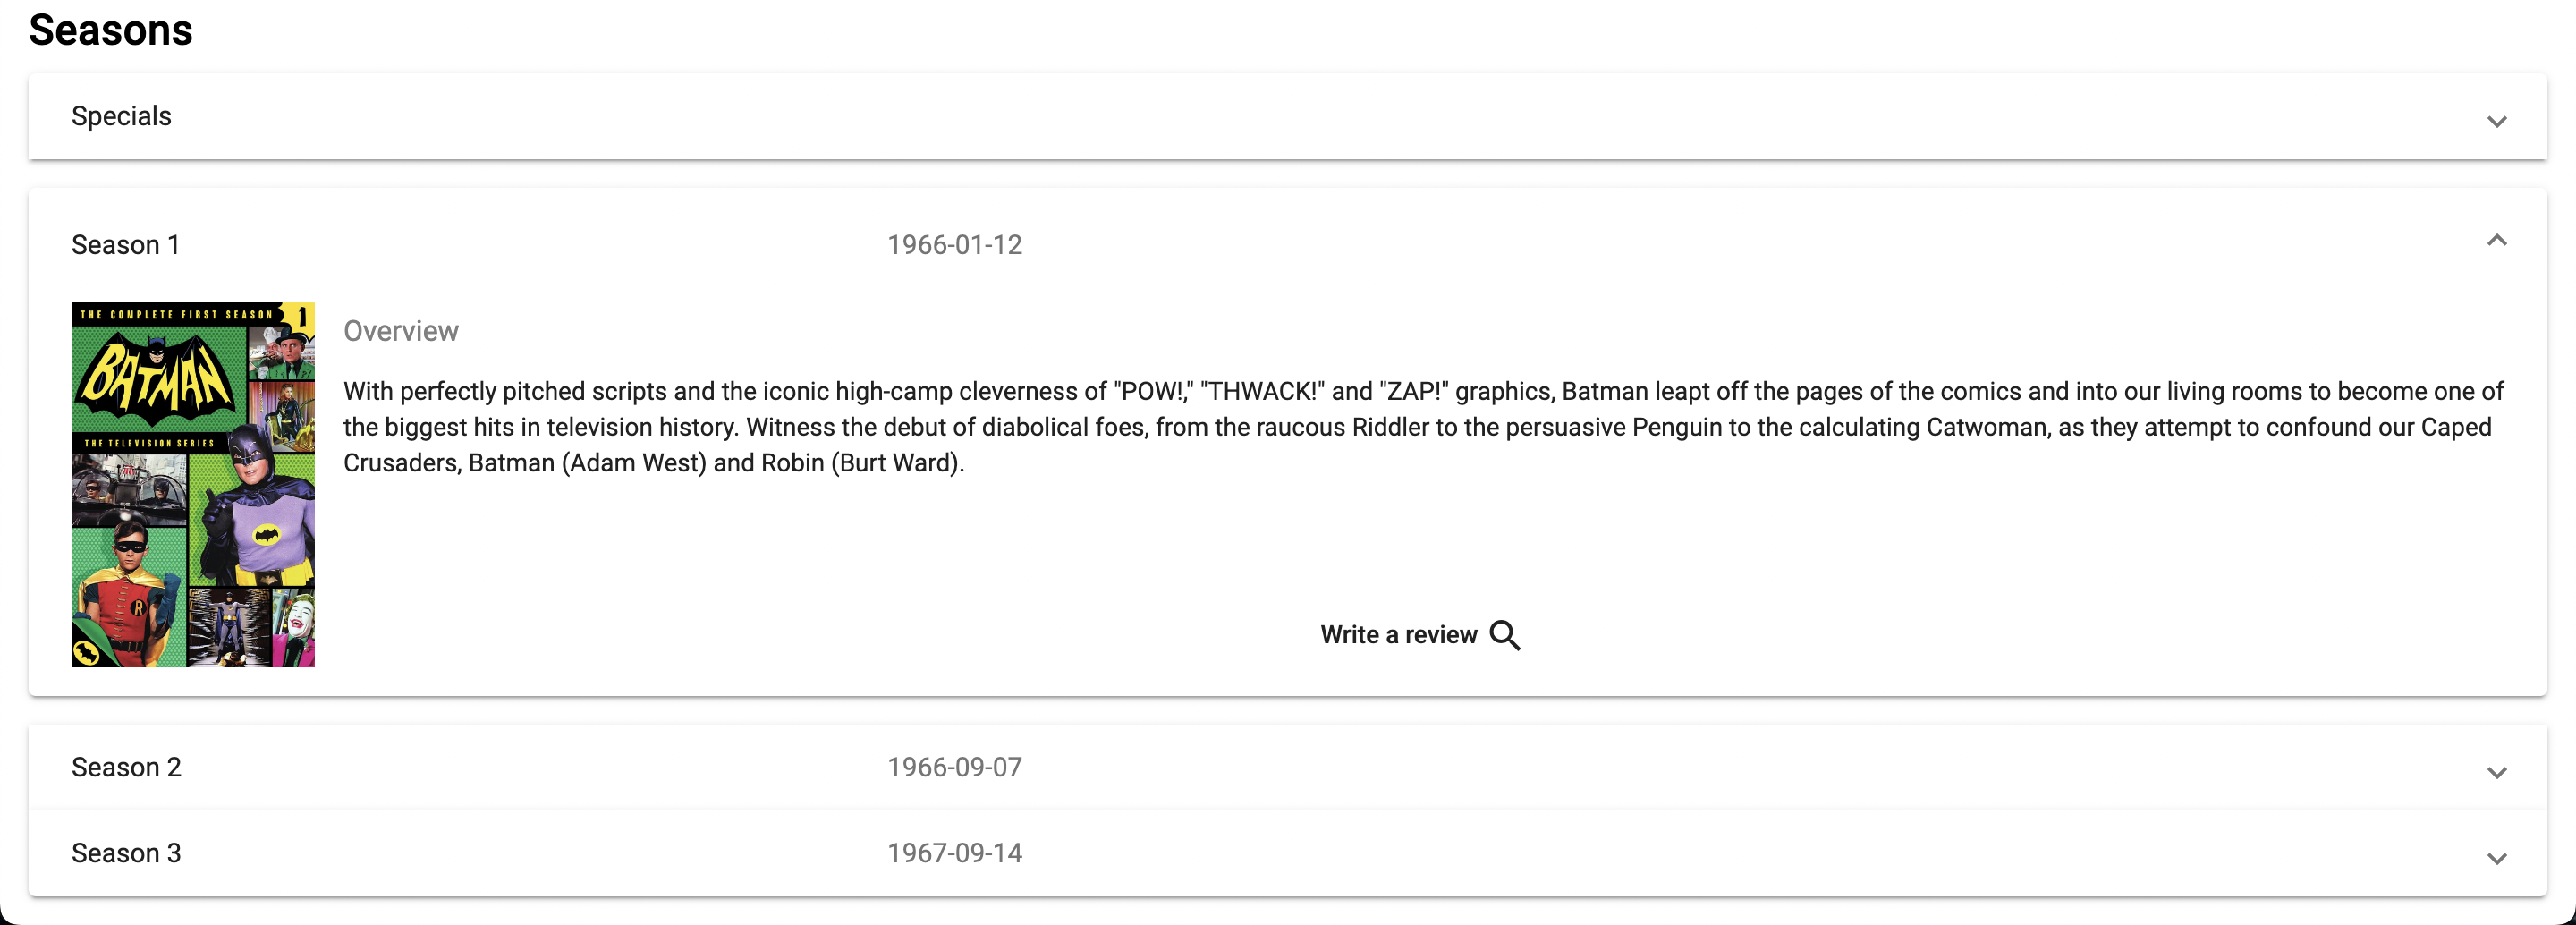 Seasons
Specials
Season 1 1966-01-12
THE COMPLETE FIRST SEASON 1
BATMAN
THE TELEVISION SERIES
R
Overview
With perfectly pitched scripts and the iconic high-camp cleverness of "POW!," "THWACK!" and "ZAP!" graphics, Batman leapt off the pages of the comics and into our living rooms to become one of
the biggest hits in television history. Witness the debut of diabolical foes, from the raucous Riddler to the persuasive Penguin to the calculating Catwoman, as they attempt to confound our Caped
Crusaders, Batman (Adam West) and Robin (Burt Ward).
Write a review
Season 2 1966-09-07
Season 3 1967-09-14